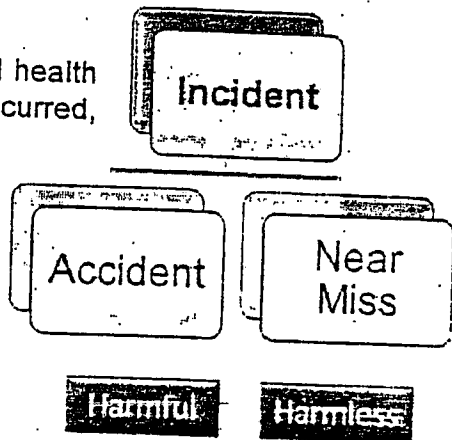 l health
curred,
Incident
Accident
Near
Miss
Harmful
Harmless